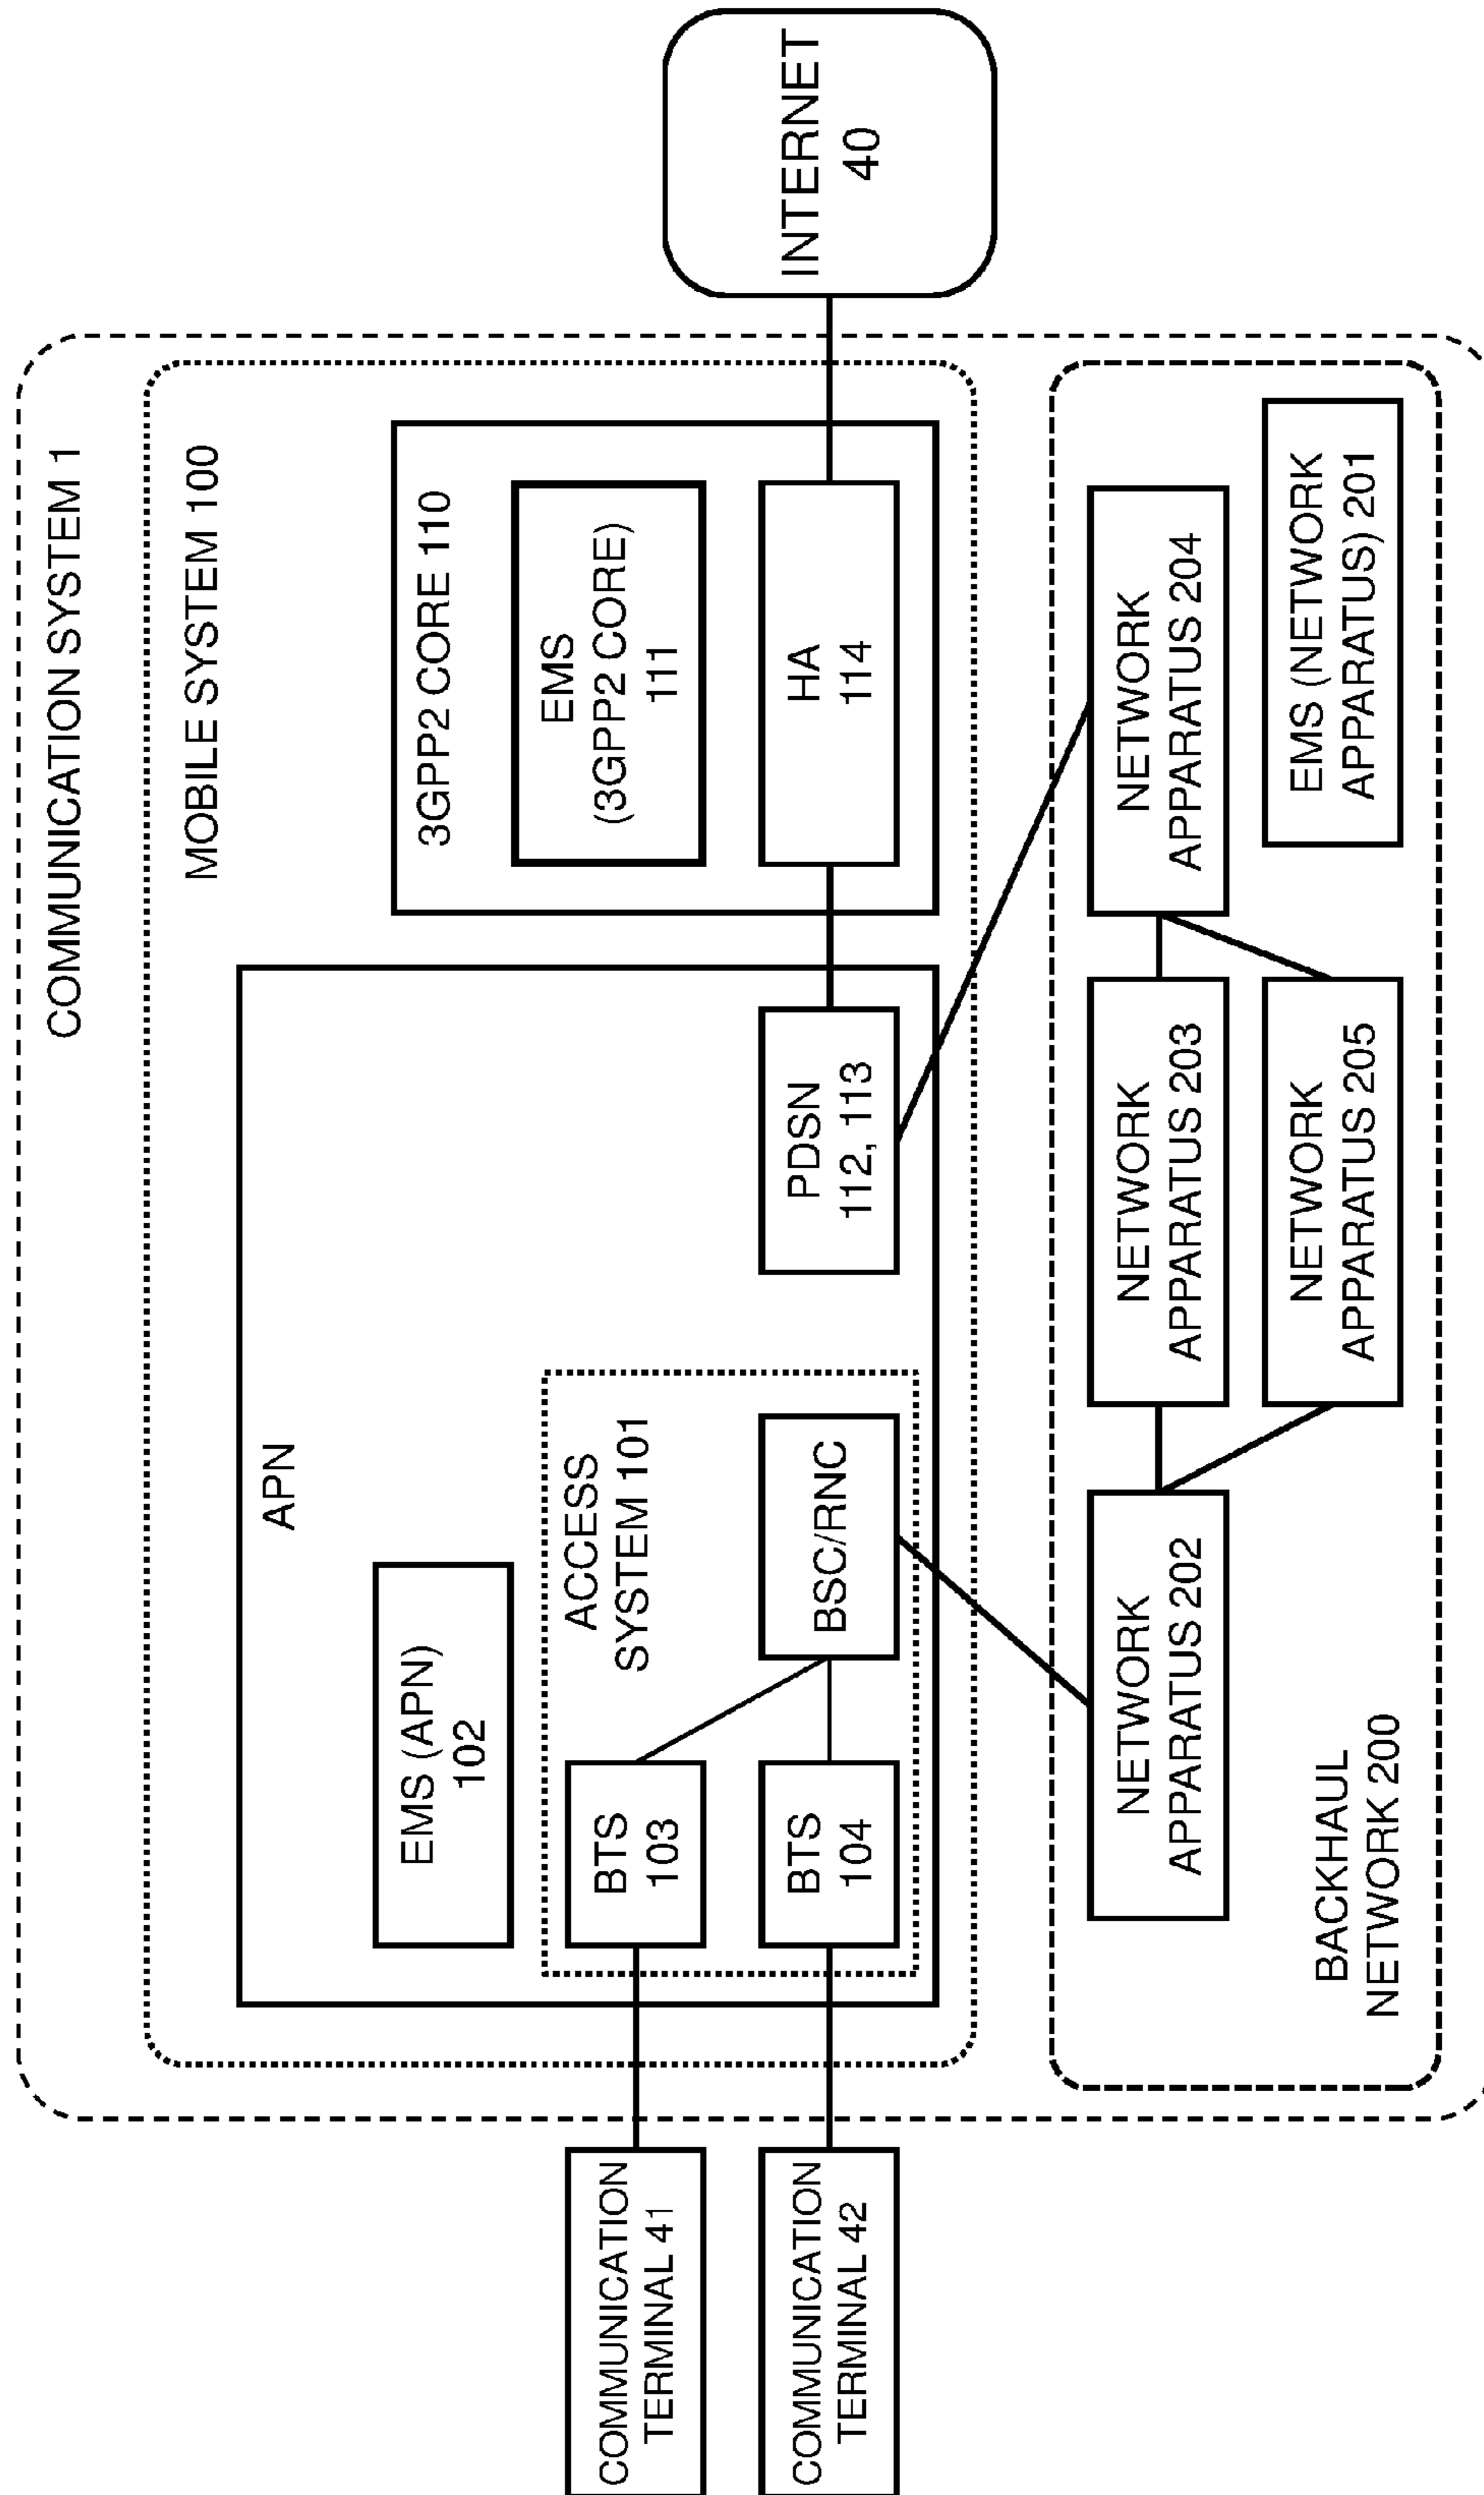 COMMUNICATION SYSTEM 1
MOBILE SYSTEM 100
APN
EMS (APN)
102
ACCESS
SYSTEM 101
BTS
103
BTS
104
BSC/RNC
PDSN
112, 113
3GPP2 CORE 110
EMS
(3GPP2 CORE)
111
HA
114
INTERNET
40
COMMUNICATION
TERMINAL 41
COMMUNICATION
TERMINAL 42
NETWORK
APPARATUS 202
NETWORK
APPARATUS 203
NETWORK
APPARATUS 204
NETWORK
APPARATUS 205
EMS (NETWORK
APPARATUS) 201
BACKHAUL
NETWORK 200